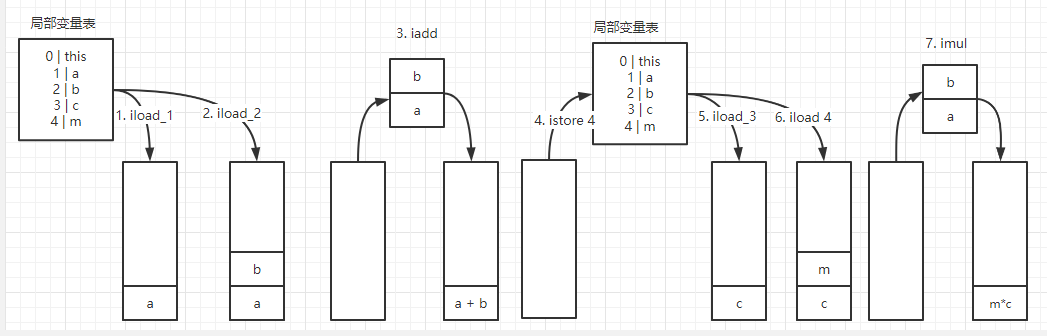 局部变量表
0 | this
1 | a
2 | b
3 | c
4 | m
1. iload_1
a
2. iload_2
b
a
3. iadd
b
a
a + b
4. istore 4
局部变量表
0 | this
1 | a
2 | b
3 | c
4 | m
5. iload_3
c
6. iload 4
m
c
7. imul
b
a
m*c